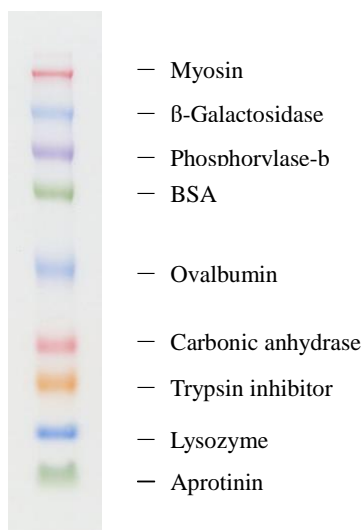 Myosin
ß-Galactosidase
Phosphorylase-b
BSA
Ovalbumin
Carbonic anhydrase
Trypsin inhibitor
Lysozyme
Aprotinin